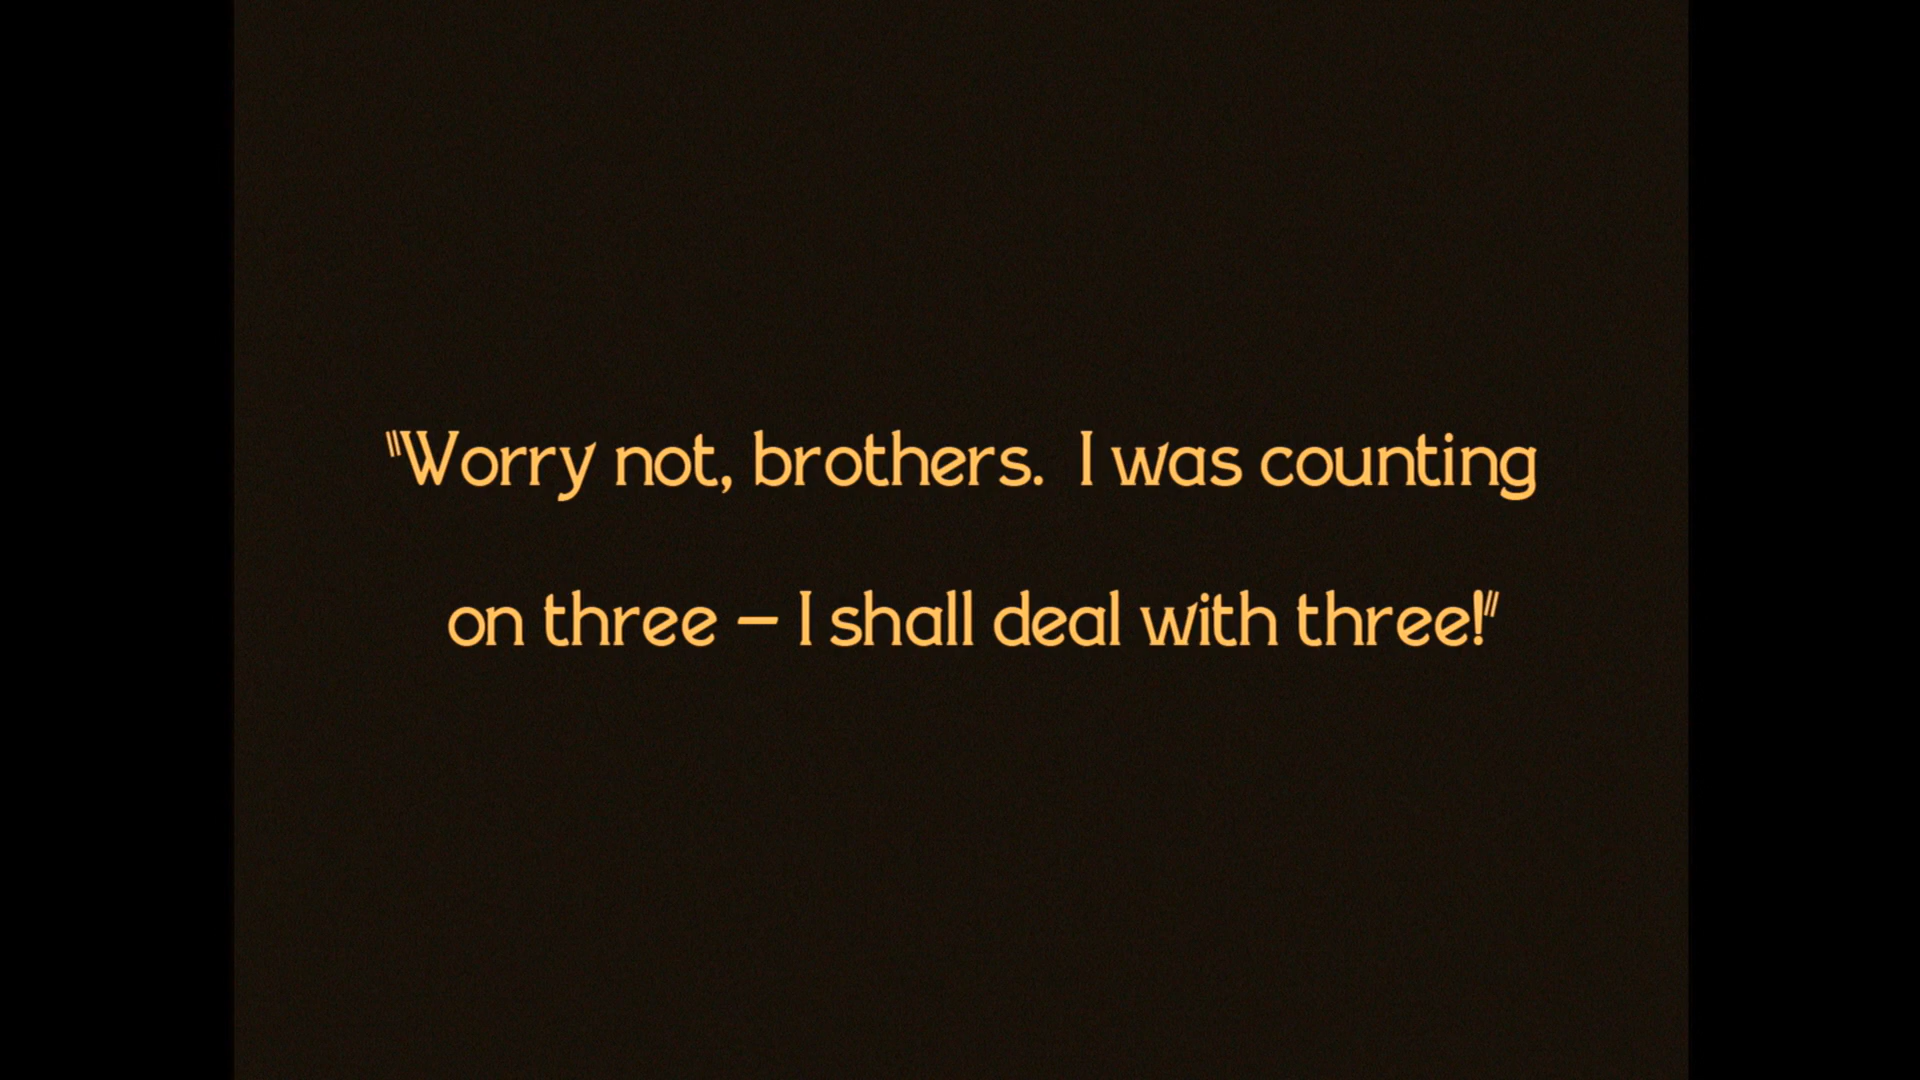 "Worry not, brothers.  I was counting
on three – I shall deal with three!"